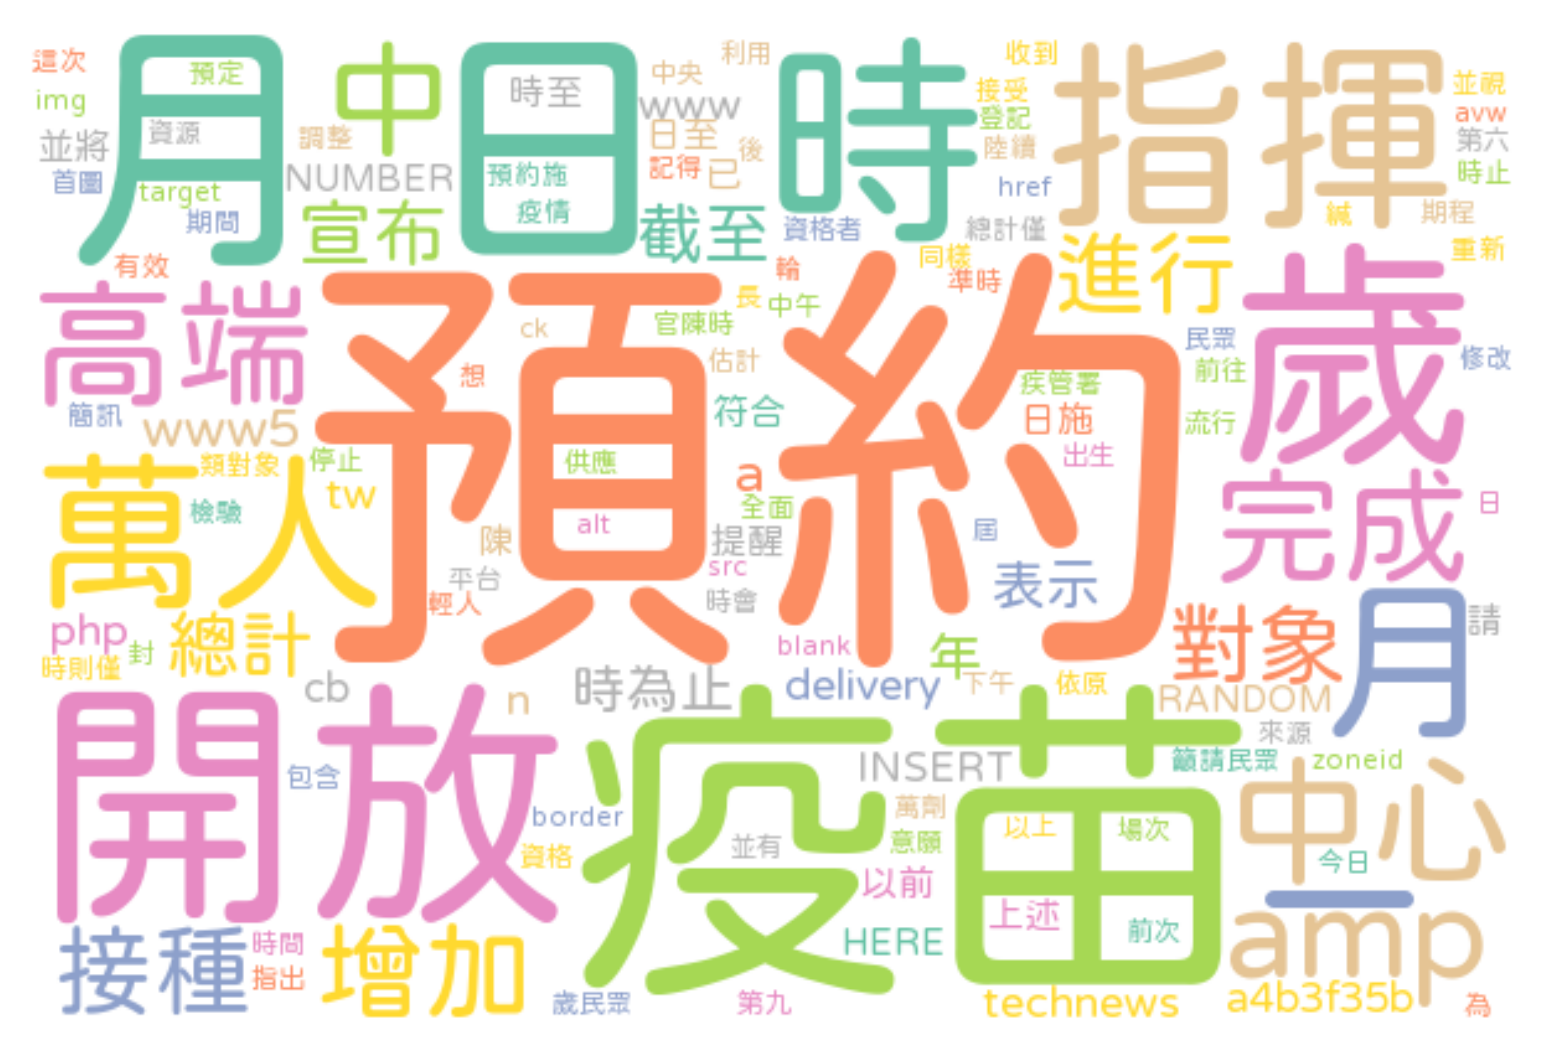 這次
預定
中
時至
中央
利用
時
收到
指揮
並視
img
月
日
www
接受
avw
並將
資源
調整
日至
後
登記
第六
首圖
target
NUMBER
預約施
記得
已
陸續
時止
期間
宣布
疫情
截至
資格者
href
總計僅
緘
期程
有效
輪
同樣
準時
進行
重新
高端
預約
ck
官陳時
長
中午
歲
民眾
修改
想
估計
疾管署
前往
簡訊
www5
符合
日施
流行
類對象
停止
供應
a
出生
萬人
tw
全面
完成
日
檢驗
陳
alt
提醒
屆
平台
src
表示
輕人
時會
月
請
php
封
總計
blank
年
對象
時則僅
cb
n
時為止
delivery
下午
依原
RANDOM
開放
疫苗
INSERT
來源
籲請民眾
zoneid
包含
border
萬劑
以上
場次
中心
資格
並有
意願
今日
以前
上述
前次
接種
時間
增加
HERE
amp
指出
歲民眾
第九
technews
a4b3f35b
為